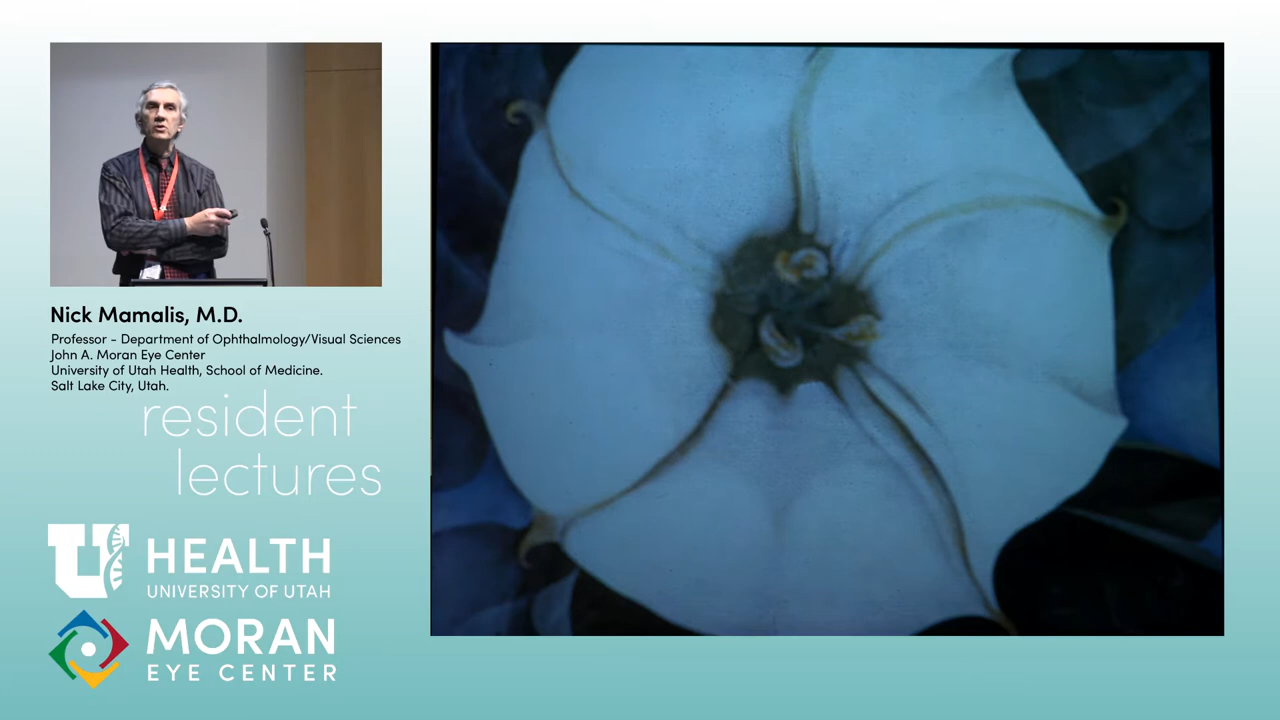 Nick Mamalis, M.D.
Professor - Department of Ophthalmology/Visual Sciences
John A. Moran Eye Center
University of Utah Health, School of Medicine.
Salt Lake City, Utah.
resident
lectures
U HEALTH
UNIVERSITY OF UTAH
MORAN
EYE CENTER